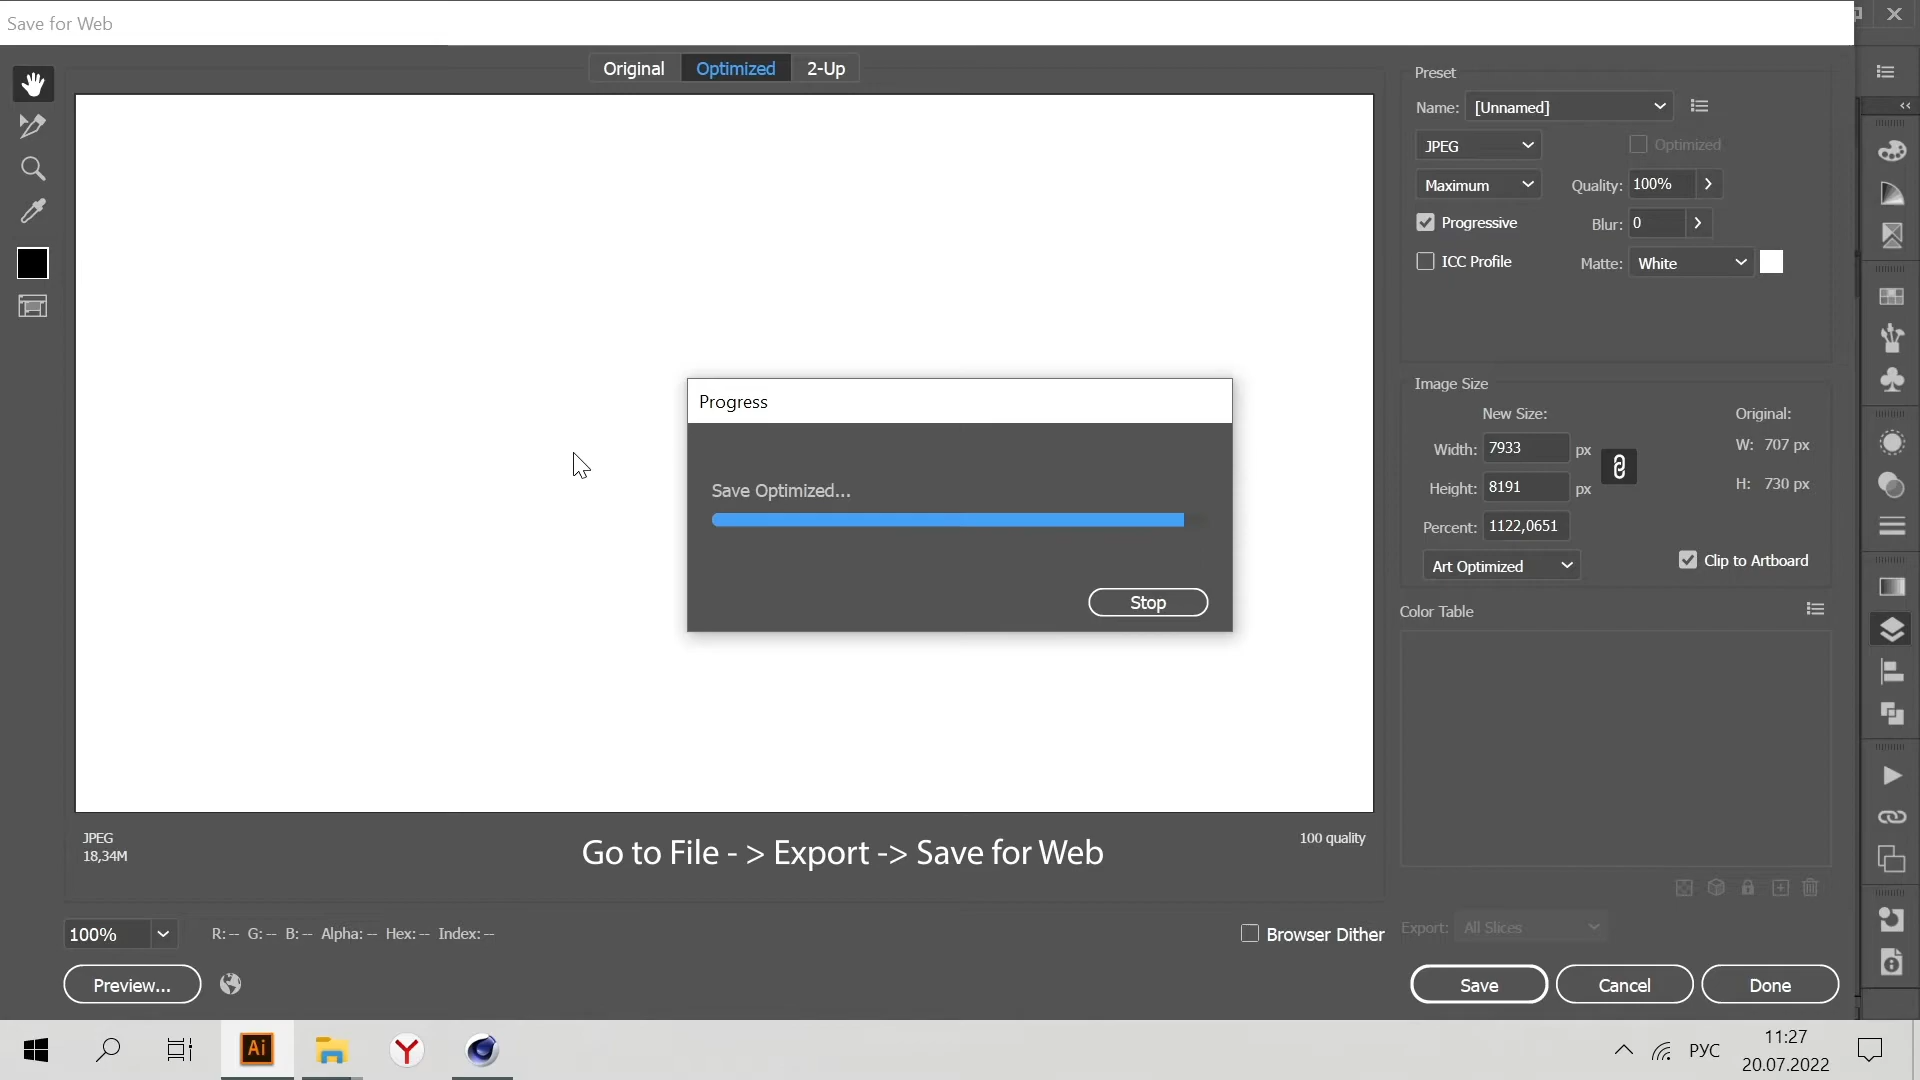 Save for Web
Original
Optimized
2-Up
Preset
Name:
[Unnamed]
JPEG
Optimized
Maximum
Quality:
100%
Progressive
Blur:
0
ICC Profile
Matte:
White
Progress
Save Optimized...
Stop
Image Size
New Size:
Original:
Width:
7933
px
W: 707 px
Height:
8191
px
H: 730 px
Percent:
1122,0651
Art Optimized
Clip to Artboard
Color Table
JPEG
18,34M
100 quality
Go to File - > Export -> Save for Web
100%
R: -- G: -- B: -- Alpha: -- Hex: -- Index: --
Browser Dither
Export:
All Slices
Preview...
Save
Cancel
Done
Ai
РУС
11:27
20.07.2022